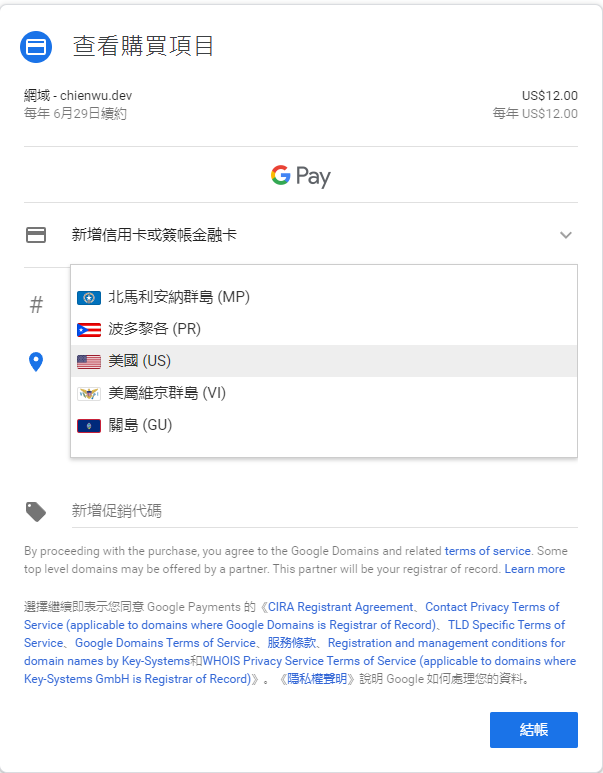 查看購買項目
網域 - chienwu.dev
US$12.00
每年 6月29日續約
每年 US$12.00
G Pay
新增信用卡或簽帳金融卡
#
北馬利安納群島 (MP)
波多黎各 (PR)
美國 (US)
美屬維京群島 (VI)
關島 (GU)
新增促銷代碼
By proceeding with the purchase, you agree to the Google Domains and related terms of service. Some
top level domains may be offered by a partner. This partner will be your registrar of record. Learn more
選擇繼續即表示您同意 Google Payments 的《CIRA Registrant Agreement、Contact Privacy Terms of
Service (applicable to domains where Google Domains is Registrar of Record)、TLD Specific Terms of
Service、Google Domains Terms of Service、服務條款、Registration and management conditions for
domain names by Key-Systems和WHOIS Privacy Service Terms of Service (applicable to domains where
Key-Systems GmbH is Registrar of Record)》。《隱私權聲明》說明 Google 如何處理您的資料。
結帳